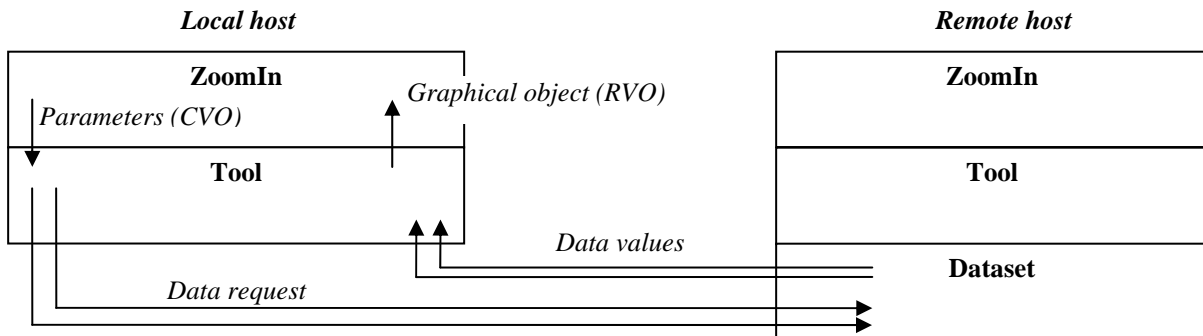 Local host
Remote host
ZoomIn
ZoomIn
Graphical object (RVO)
Parameters (CVO)
Tool
Tool
Data values
Dataset
Data request